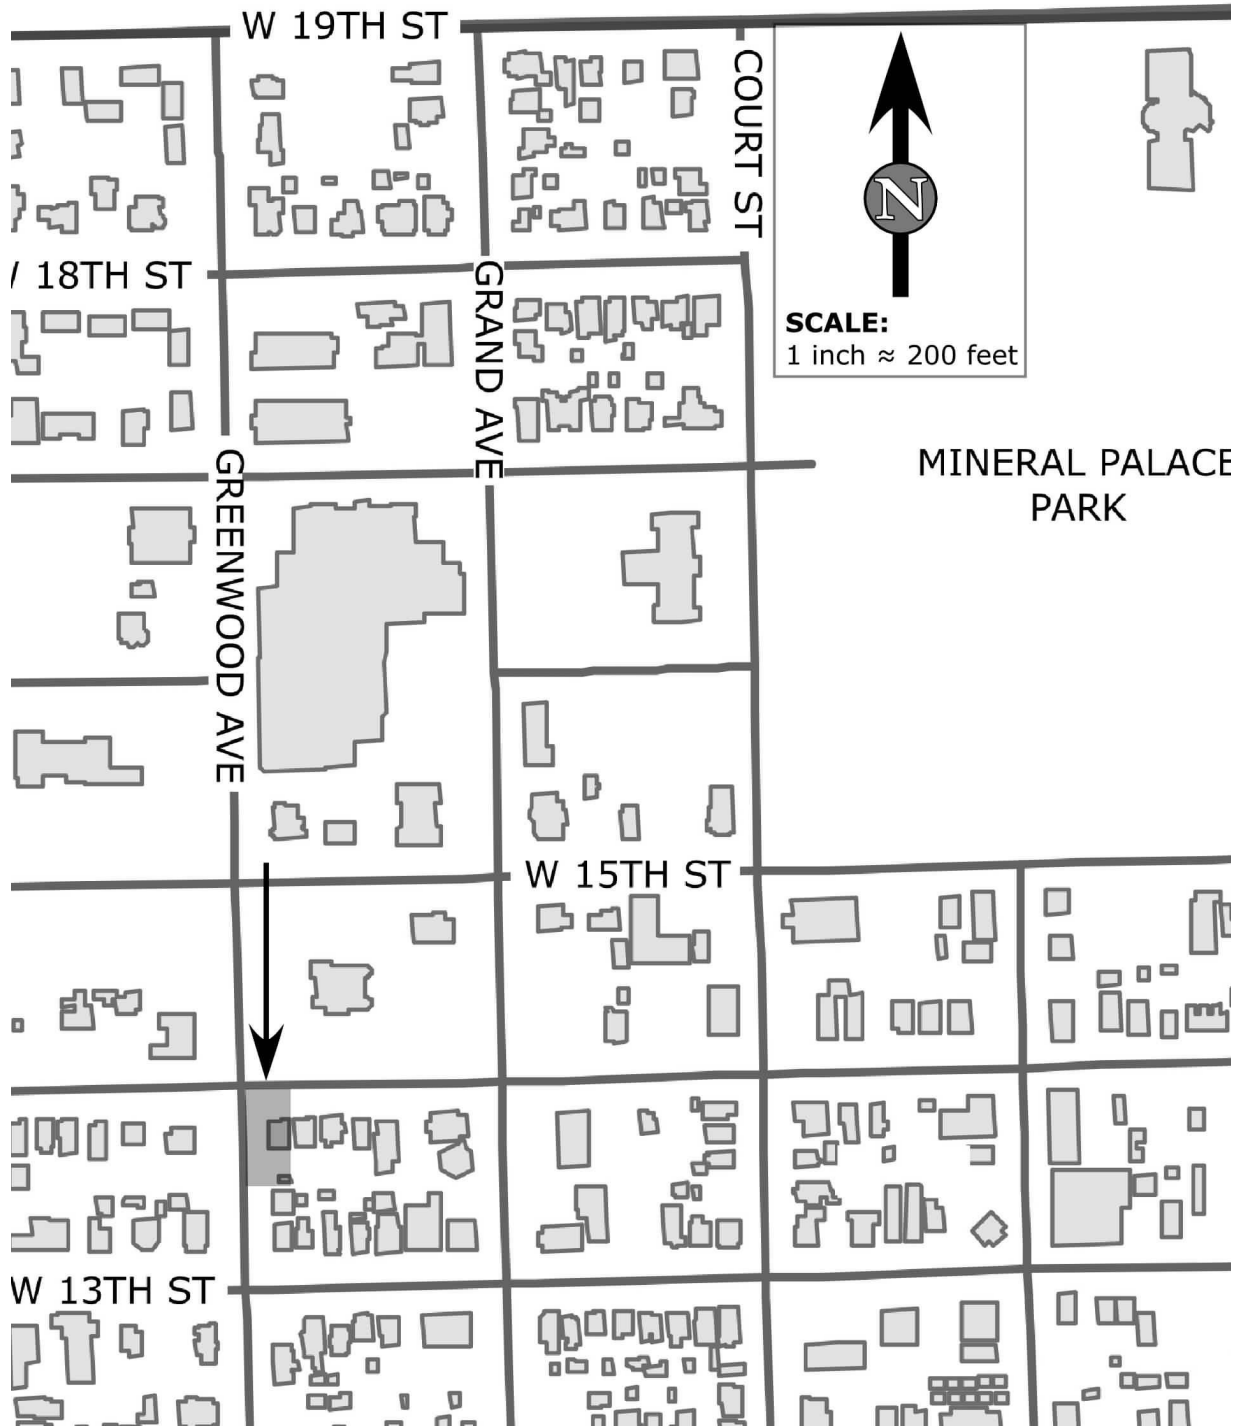 W 19TH ST
COURT ST
N
/ 18TH ST
GRAND AVE
SCALE:
1 inch ≈ 200 feet
GREENWOOD AVE
MINERAL PALACE
PARK
W 15TH ST
W 13TH ST